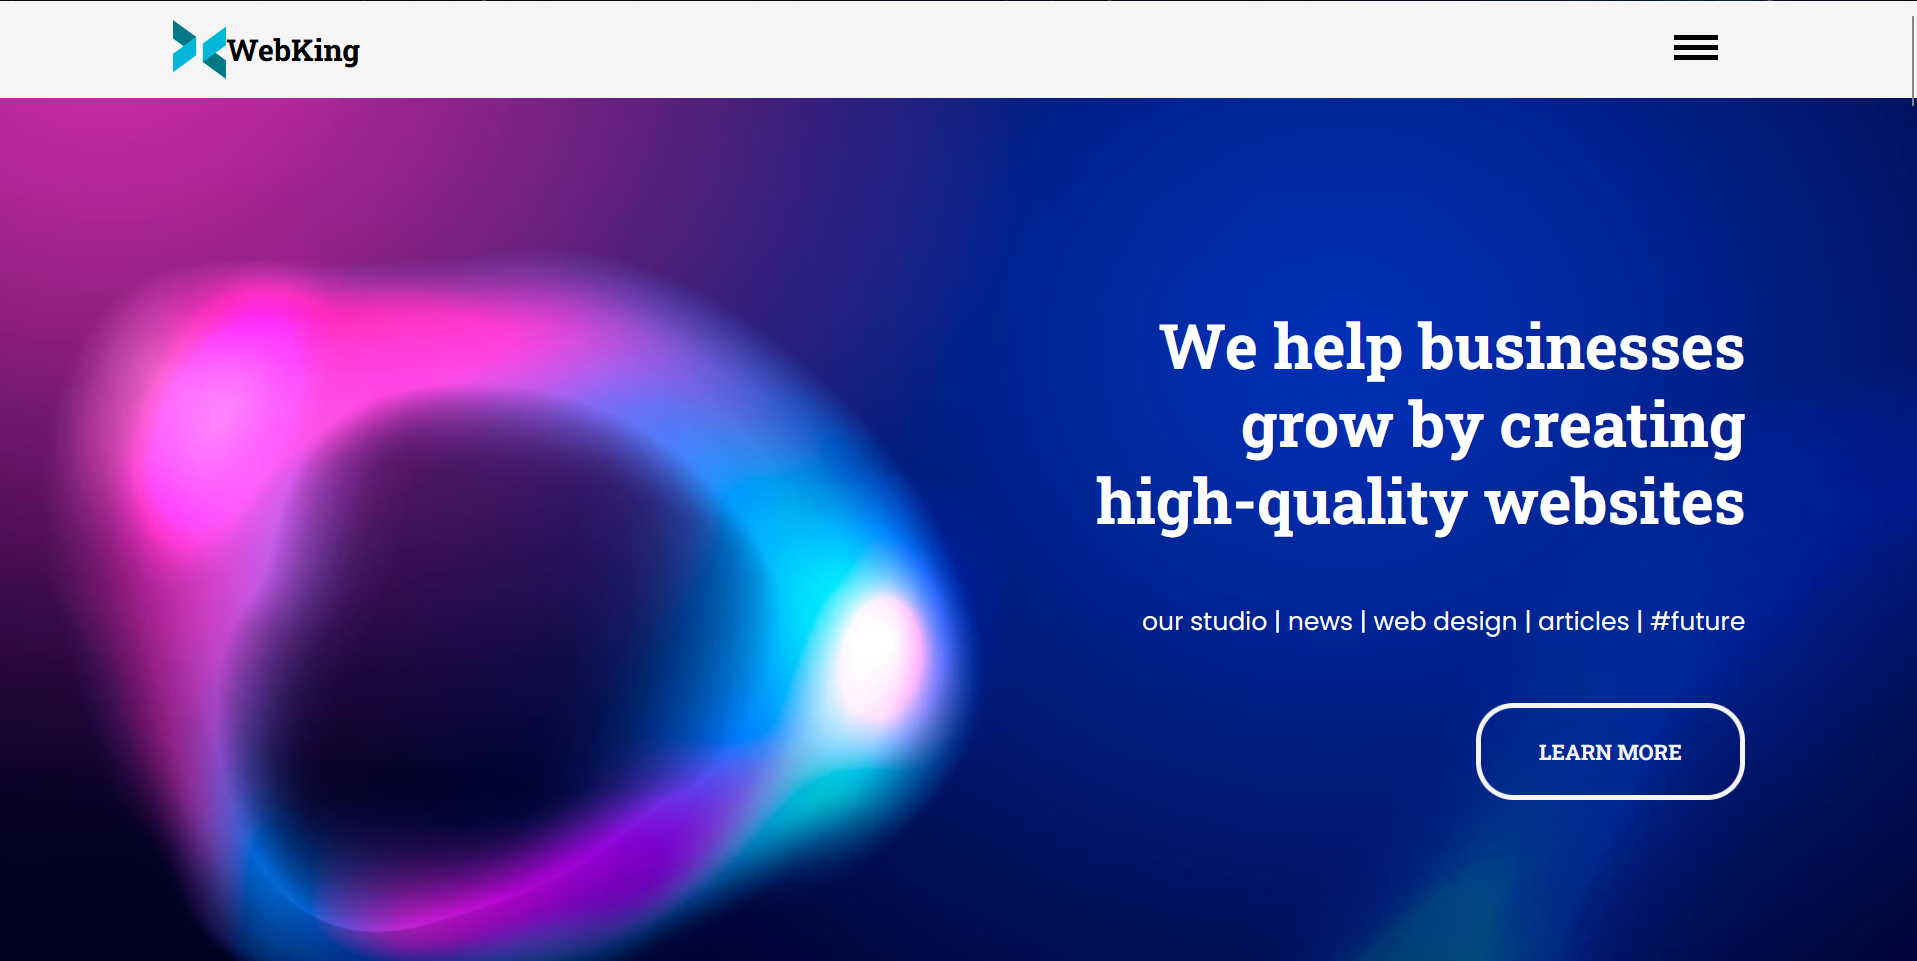 WebKing
We help businesses
grow by creating
high-quality websites
our studio | news | web design | articles | #future
LEARN MORE